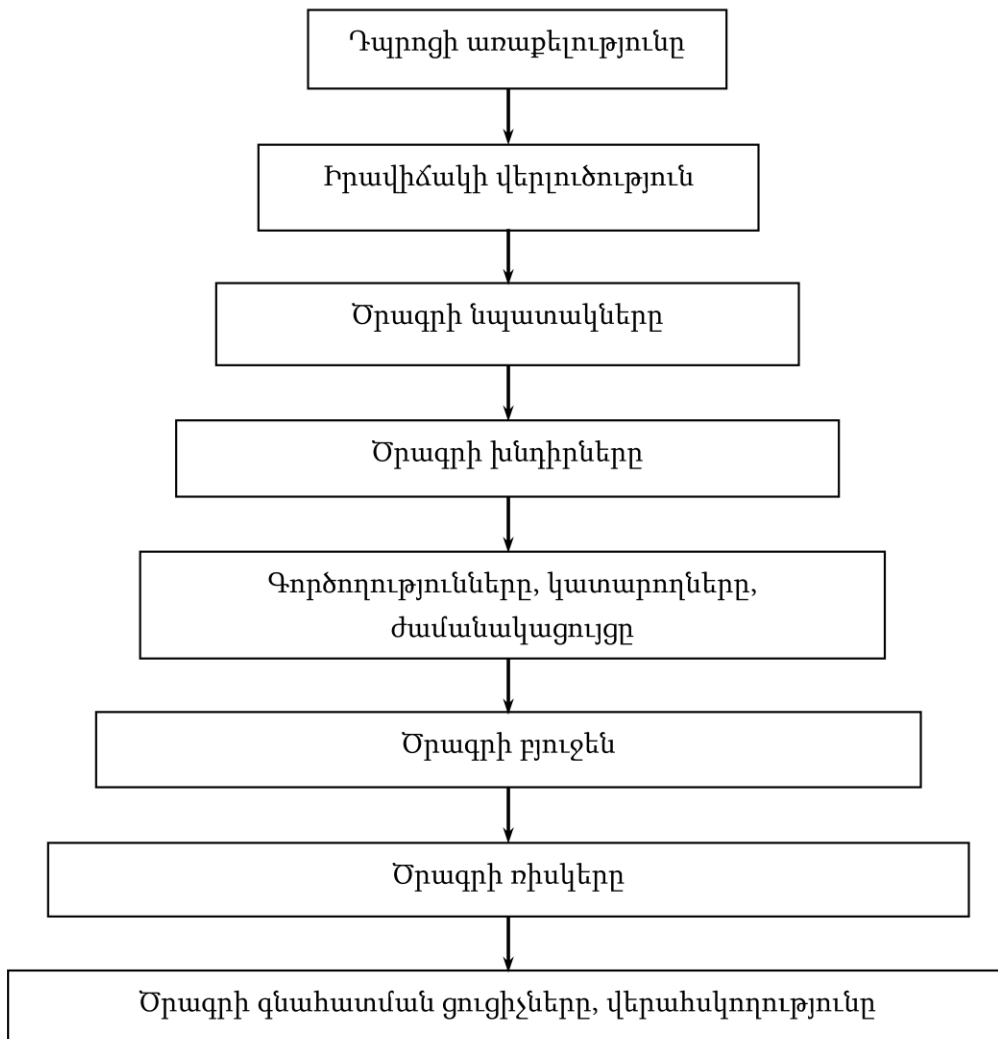 Դպրոցի առաքելությունը
Իրավիճակի վերլուծություն
Ծրագրի նպատակները
Ծրագրի խնդիրները
Գործողությունները, կատարողները,
ժամանակացույցը
Ծրագրի բյուջեն
Ծրագրի ռիսկերը
Ծրագրի գնահատման ցուցիչները, վերահսկողությունը